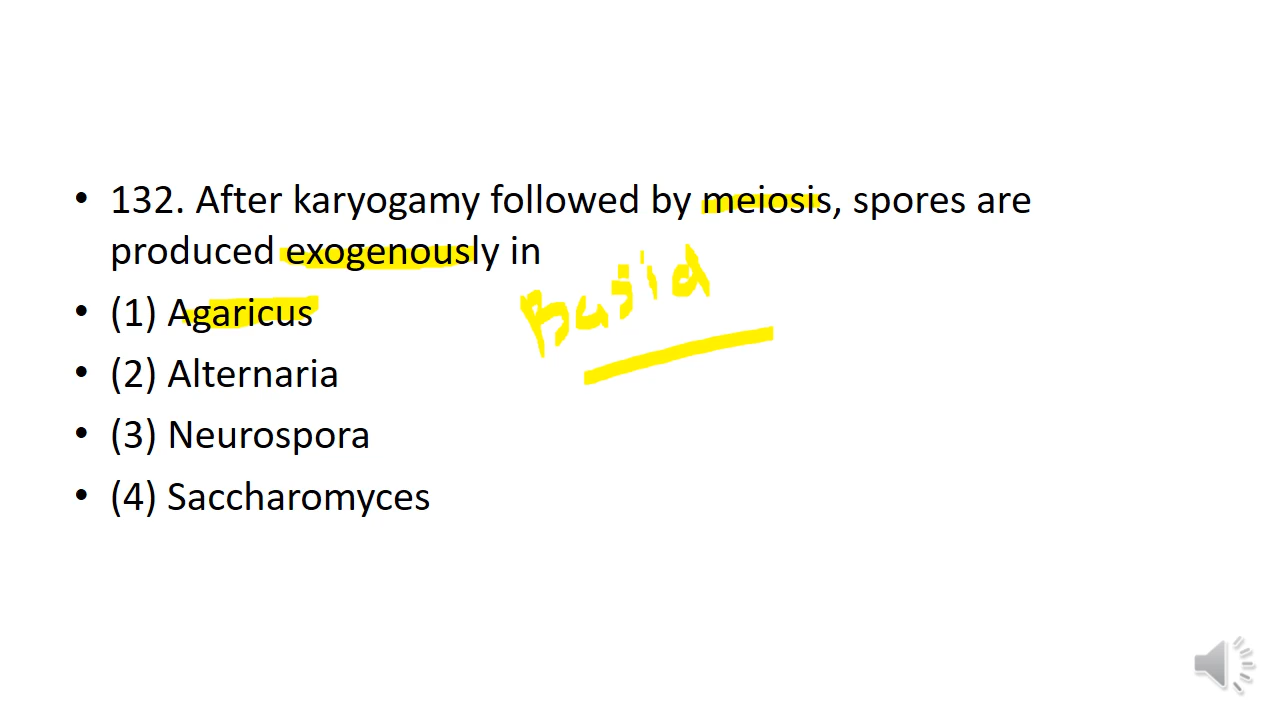 • 132. After karyogamy followed by meiosis, spores are
produced exogenously in
• (1) Agaricus
Basid
• (2) Alternaria
• (3) Neurospora
• (4) Saccharomyces